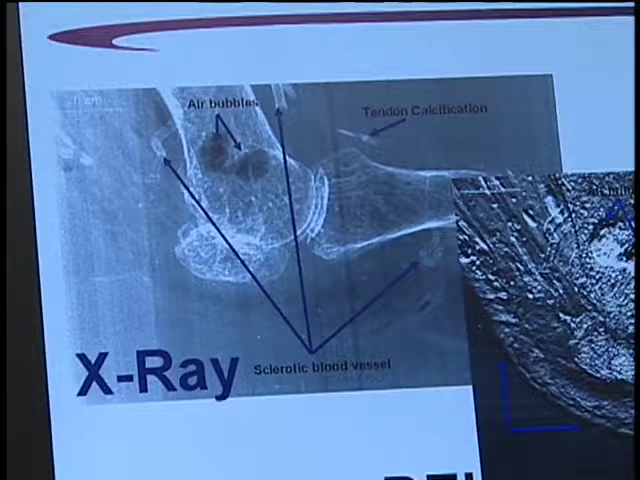 Air bubbles
Tendon Calcification
X-Ray
Sclerotic blood vessel